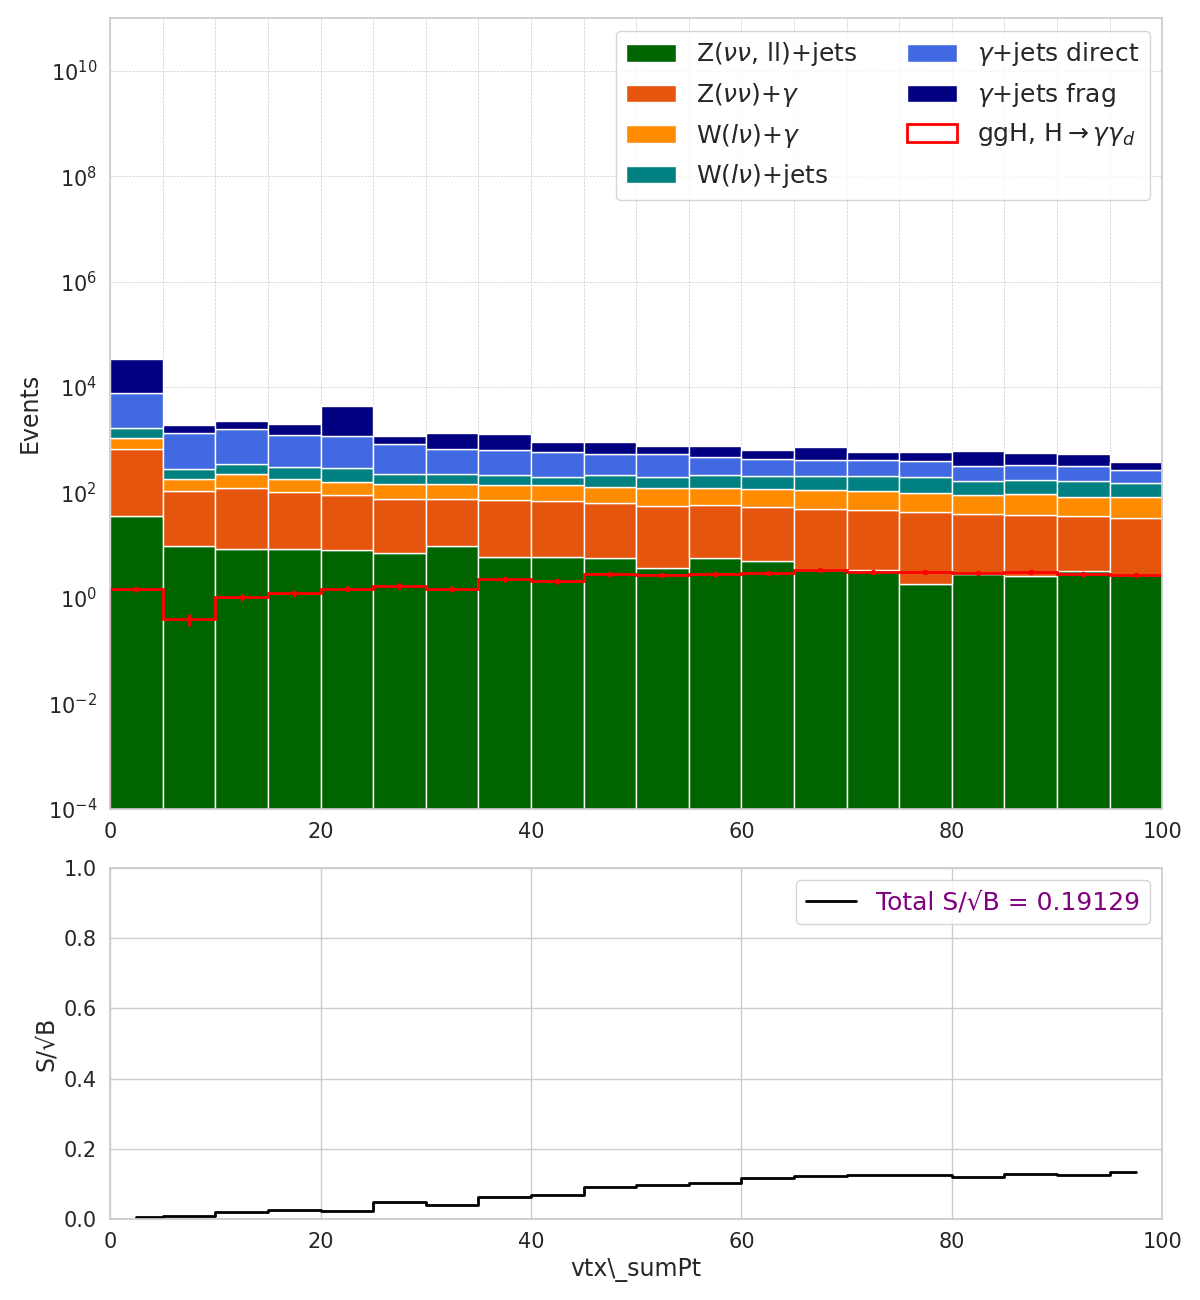 Z(νν, ll)+jets
Z(νν)+γ
W(lν)+γ
W(lν)+jets
γ+jets direct
γ+jets frag
ggH, H→γγ_d
Events
10^10
10^8
10^6
10^4
10^2
10^0
10^−2
10^−4
0 20 40 60 80 100
Total S/√B = 0.19129
S/√B
1.0
0.8
0.6
0.4
0.2
0.0
0 20 40 60 80 100
vtx\_sumPt